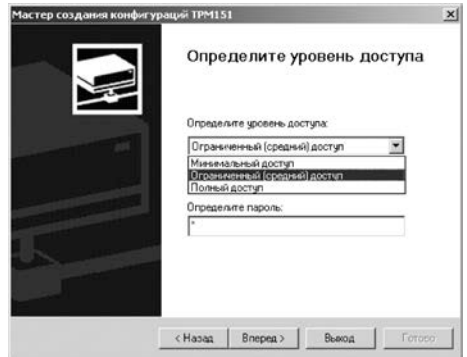 Мастер создания конфигураций ТРМ151
Определите уровень доступа
Определите уровень доступа:
Ограниченный (средний) доступ
Минимальный доступ
Ограниченный (средний) доступ
Полный доступ
Определите пароль:
*
< Назад Вперед > Выход Готово